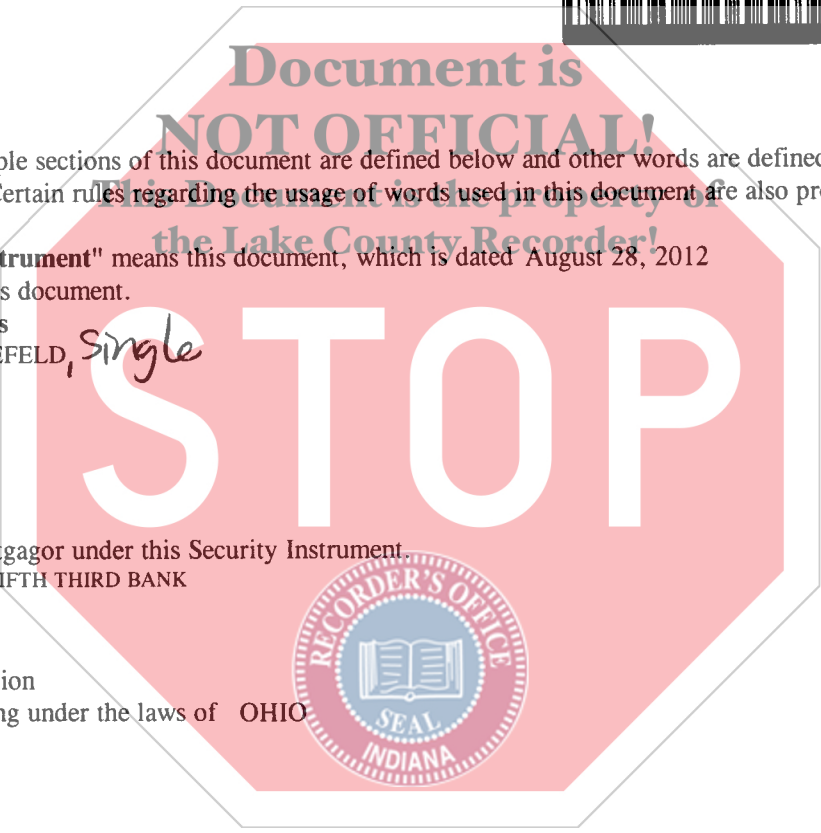 Document is
NOT OFFICIAL!
ple sections of this document are defined below and other words are defined
Certain rules regarding the usage of words used in this document are also pr
This Document is the property of
the Lake County Recorder!
trument" means this document, which is dated August 28, 2012
s document.
s
EFELD, Single
STOP
tgagor under this Security Instrument.
IFTH THIRD BANK
RECORDER'S OFFICE
ion
ng under the laws of OHIO
SEAL
INDIANA